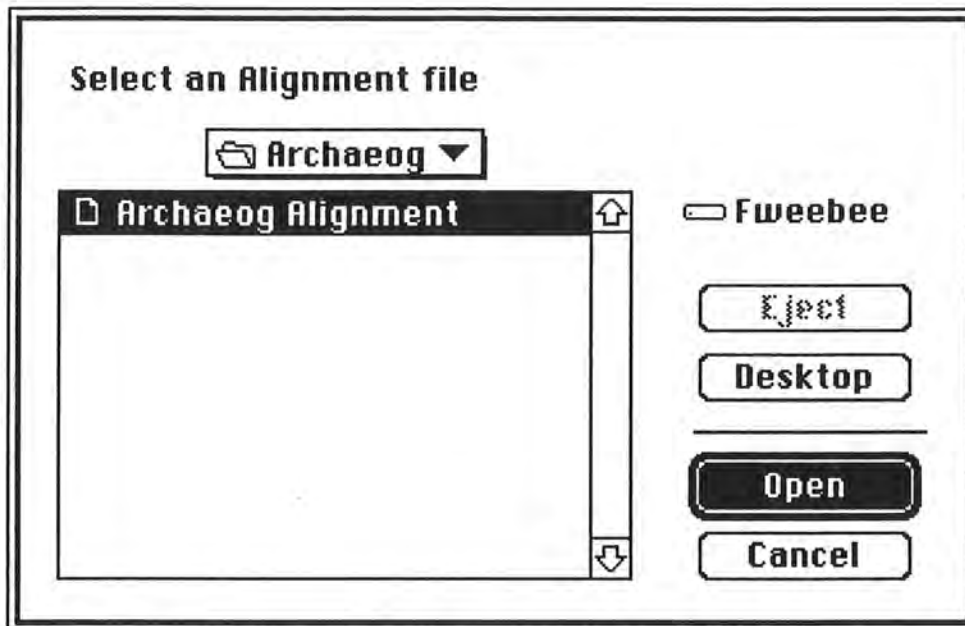 Select an Alignment file
Archaeog
Archaeog Alignment
Fweebee
Eject
Desktop
Open
Cancel